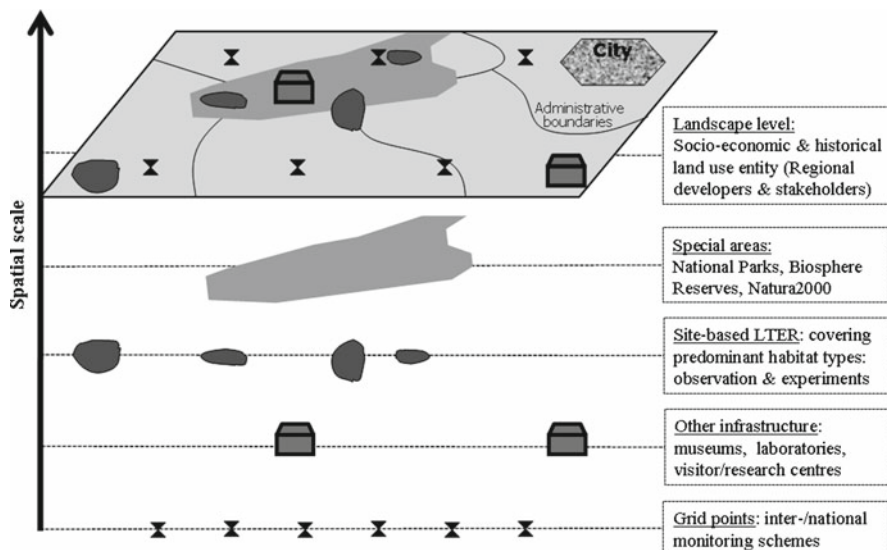 City
Administrative
boundaries
Spatial scale
Landscape level:
Socio-economic & historical
land use entity (Regional
developers & stakeholders)
Special areas:
National Parks, Biosphere
Reserves, Natura2000
Site-based LTER: covering
predominant habitat types:
observation & experiments
Other infrastructure:
museums, laboratories,
visitor/research centres
Grid points: inter-/national
monitoring schemes